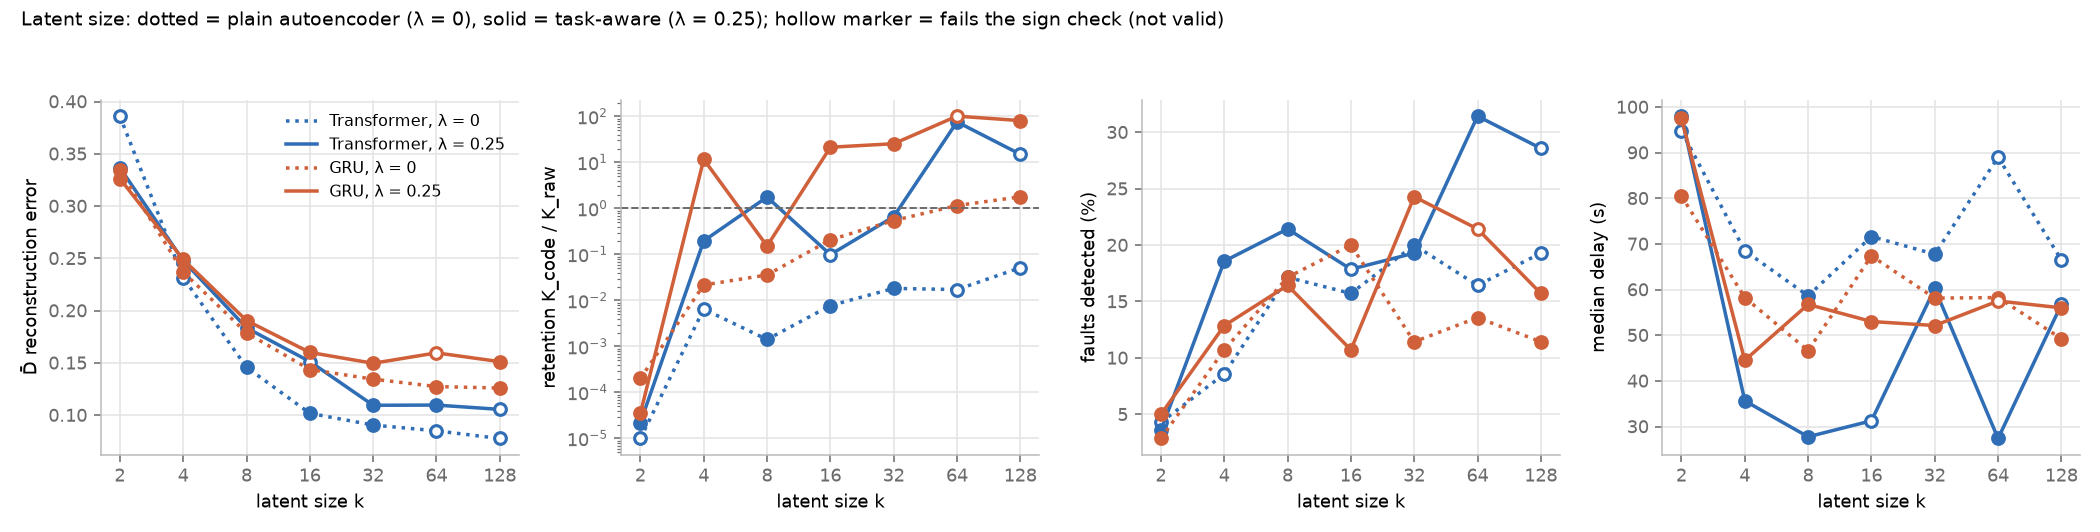 Latent size: dotted = plain autoencoder (λ = 0), solid = task-aware (λ = 0.25); hollow marker = fails the sign check (not valid)
D̄ reconstruction error
0.40
0.35
0.30
0.25
0.20
0.15
0.10
Transformer, λ = 0
Transformer, λ = 0.25
GRU, λ = 0
GRU, λ = 0.25
2 4 8 16 32 64 128
latent size k
retention K_code / K_raw
10²
10¹
10⁰
10⁻¹
10⁻²
10⁻³
10⁻⁴
10⁻⁵
2 4 8 16 32 64 128
latent size k
faults detected (%)
30
25
20
15
10
5
2 4 8 16 32 64 128
latent size k
median delay (s)
100
90
80
70
60
50
40
30
2 4 8 16 32 64 128
latent size k